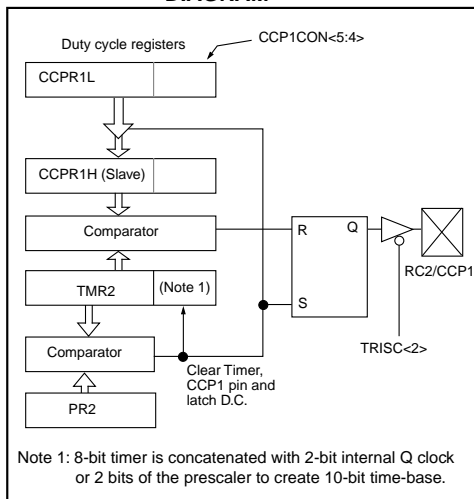 DIAGRAM
Duty cycle registers
CCP1CON<5:4>
CCPR1L
CCPR1H (Slave)
Comparator
R
Q
RC2/CCP1
TMR2
(Note 1)
S
TRISC<2>
Comparator
Clear Timer,
CCP1 pin and
latch D.C.
PR2
Note 1: 8-bit timer is concatenated with 2-bit internal Q clock
or 2 bits of the prescaler to create 10-bit time-base.